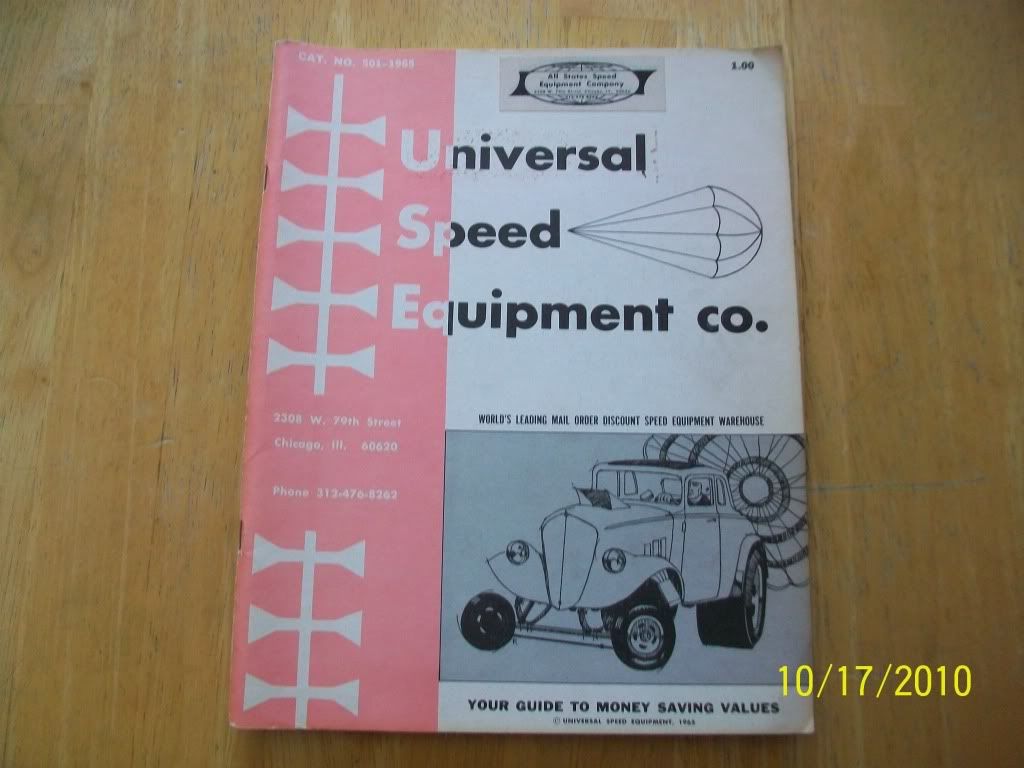 CAT. NO. 501-1965
1.00
All States Speed
Equipment Company
Universal
Speed
Equipment co.
2308 W. 79th Street
Chicago, Ill. 60620
Phone 312-476-8262
WORLD'S LEADING MAIL ORDER DISCOUNT SPEED EQUIPMENT WAREHOUSE
YOUR GUIDE TO MONEY SAVING VALUES
© UNIVERSAL SPEED EQUIPMENT, 1965
10/17/2010